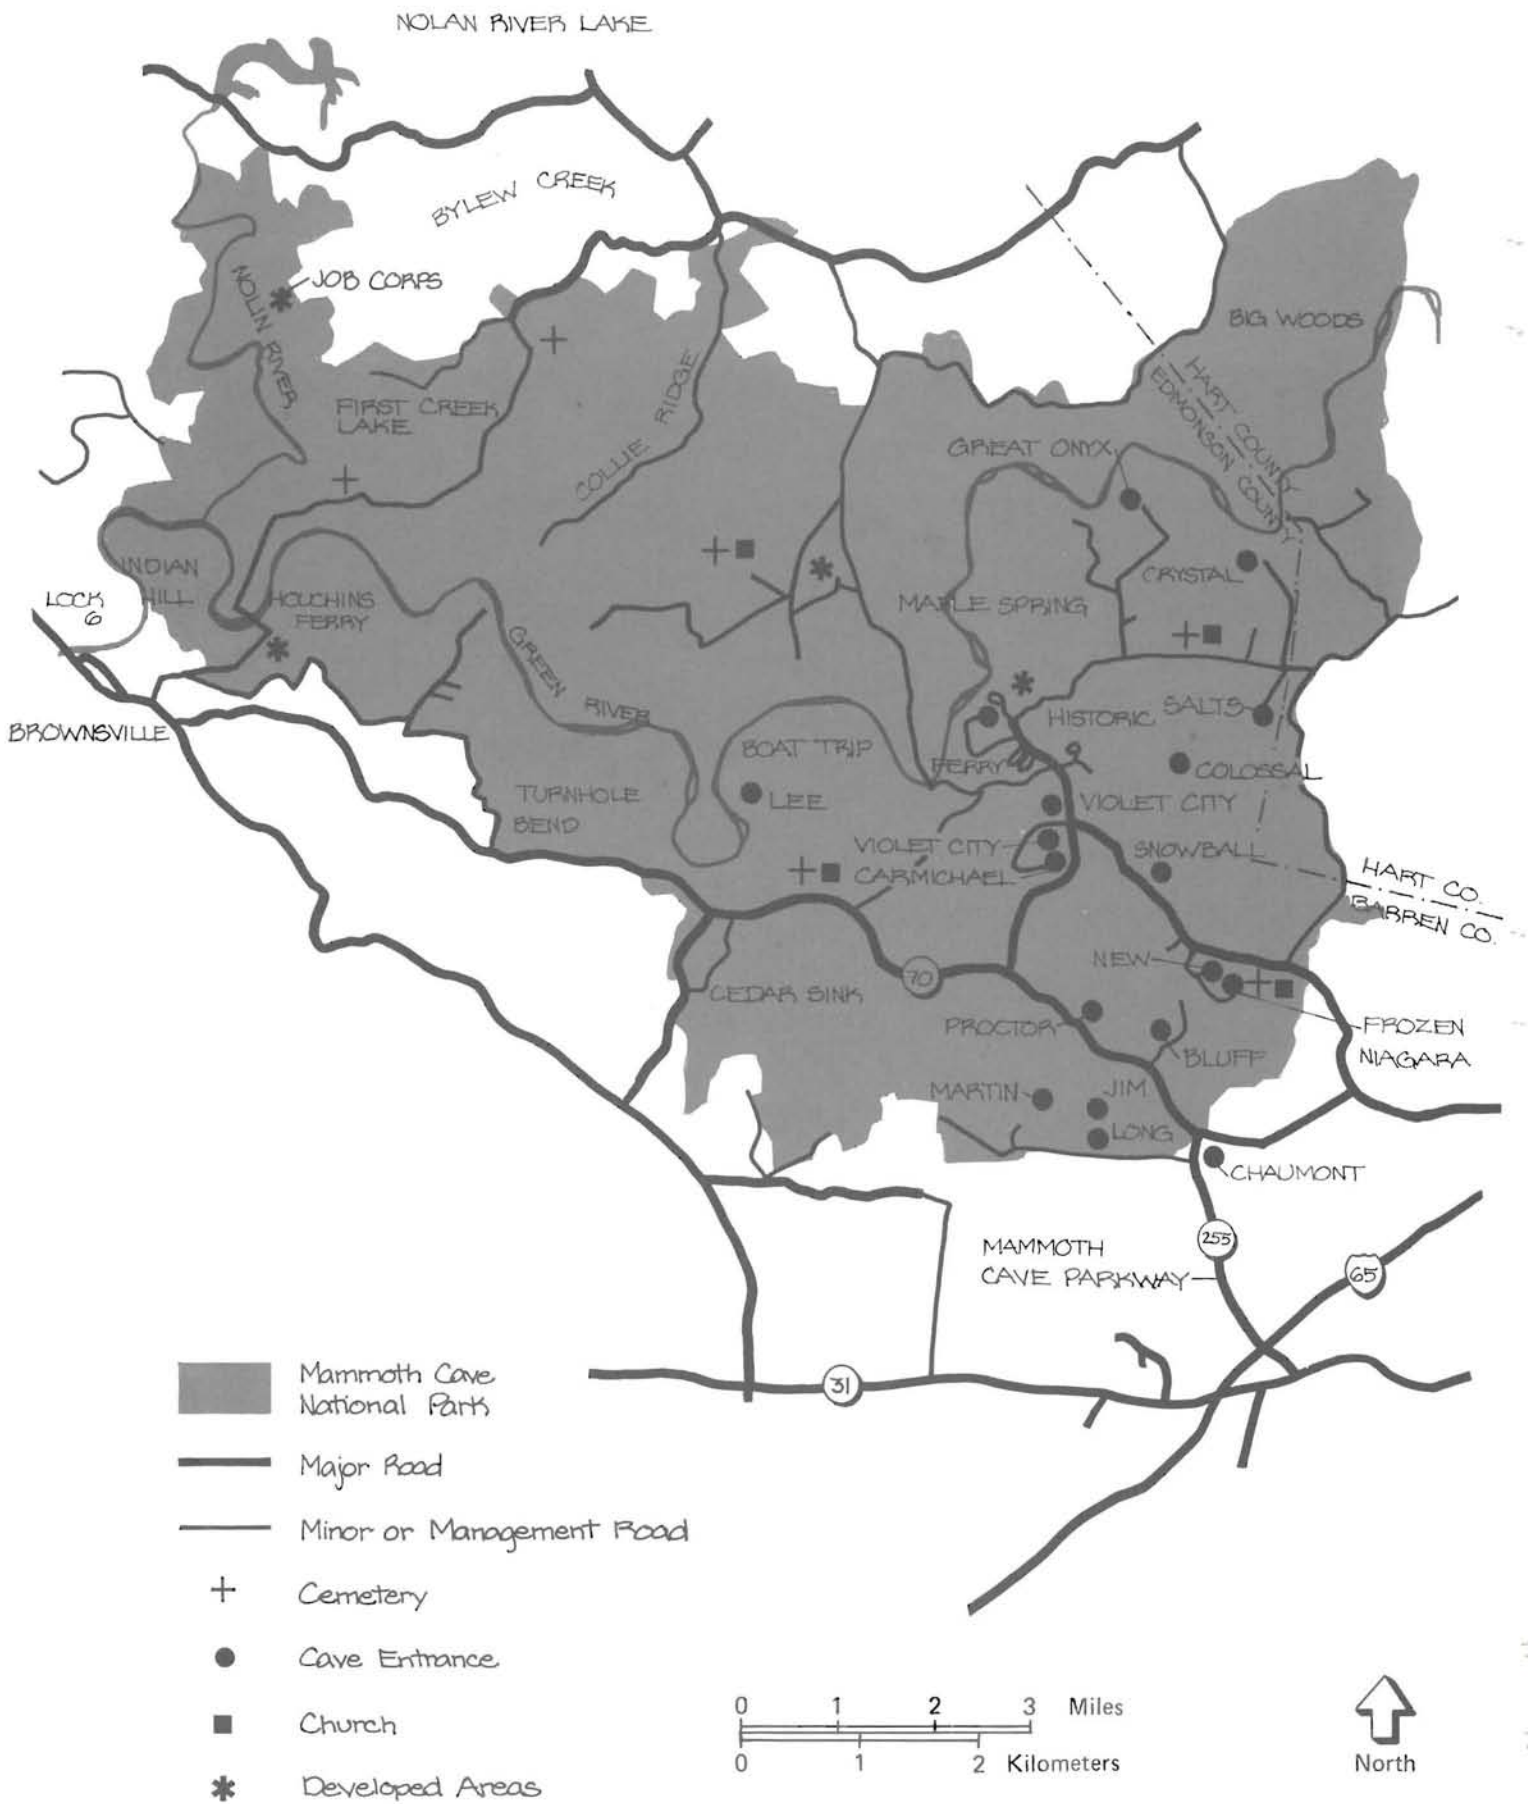 NOLAN RIVER LAKE
BYLEW CREEK
JOB CORPS
NOLIN RIVER
BIG WOODS
FIRST CREEK
LAKE
COLLIE RIDGE
HART COUNTY
EDMONSON COUNTY
GREAT ONYX
INDIAN
HILL
LOCK
6
HOUCHINS
FERRY
CRYSTAL
MAPLE SPRING
GREEN RIVER
BROWNSVILLE
HISTORIC
SALTS
BOAT TRIP
FERRY
COLOSSAL
TURNHOLE
BEND
LEE
VIOLET CITY
VIOLET CITY
CARMICHAEL
SNOWBALL
HART CO.
BARREN CO.
NEW
70
CEDAR SINK
PROCTOR
FROZEN
NIAGARA
BLUFF
MARTIN
JIM
LONG
CHAUMONT
255
MAMMOTH
CAVE PARKWAY
65
31
Mammoth Cave
National Park
Major Road
Minor or Management Road
Cemetery
Cave Entrance
Church
Developed Areas
0 1 2 3 Miles
0 1 2 Kilometers
North